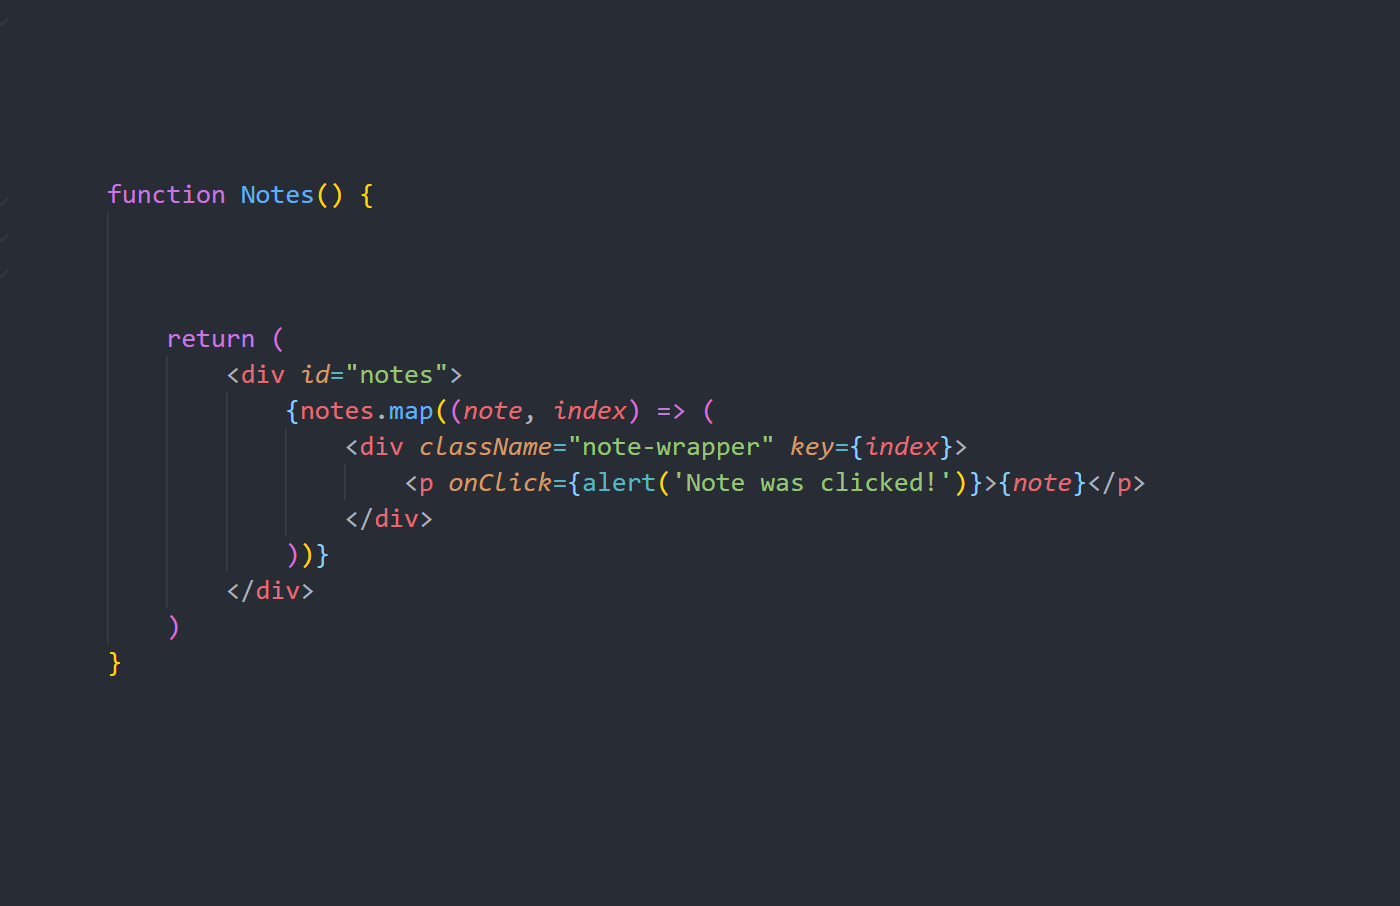 function Notes() {
return (
<div id="notes">
{notes.map((note, index) => (
<div className="note-wrapper" key={index}>
<p onClick={alert('Note was clicked!')}>{note}</p>
</div>
))}
</div>
)
}